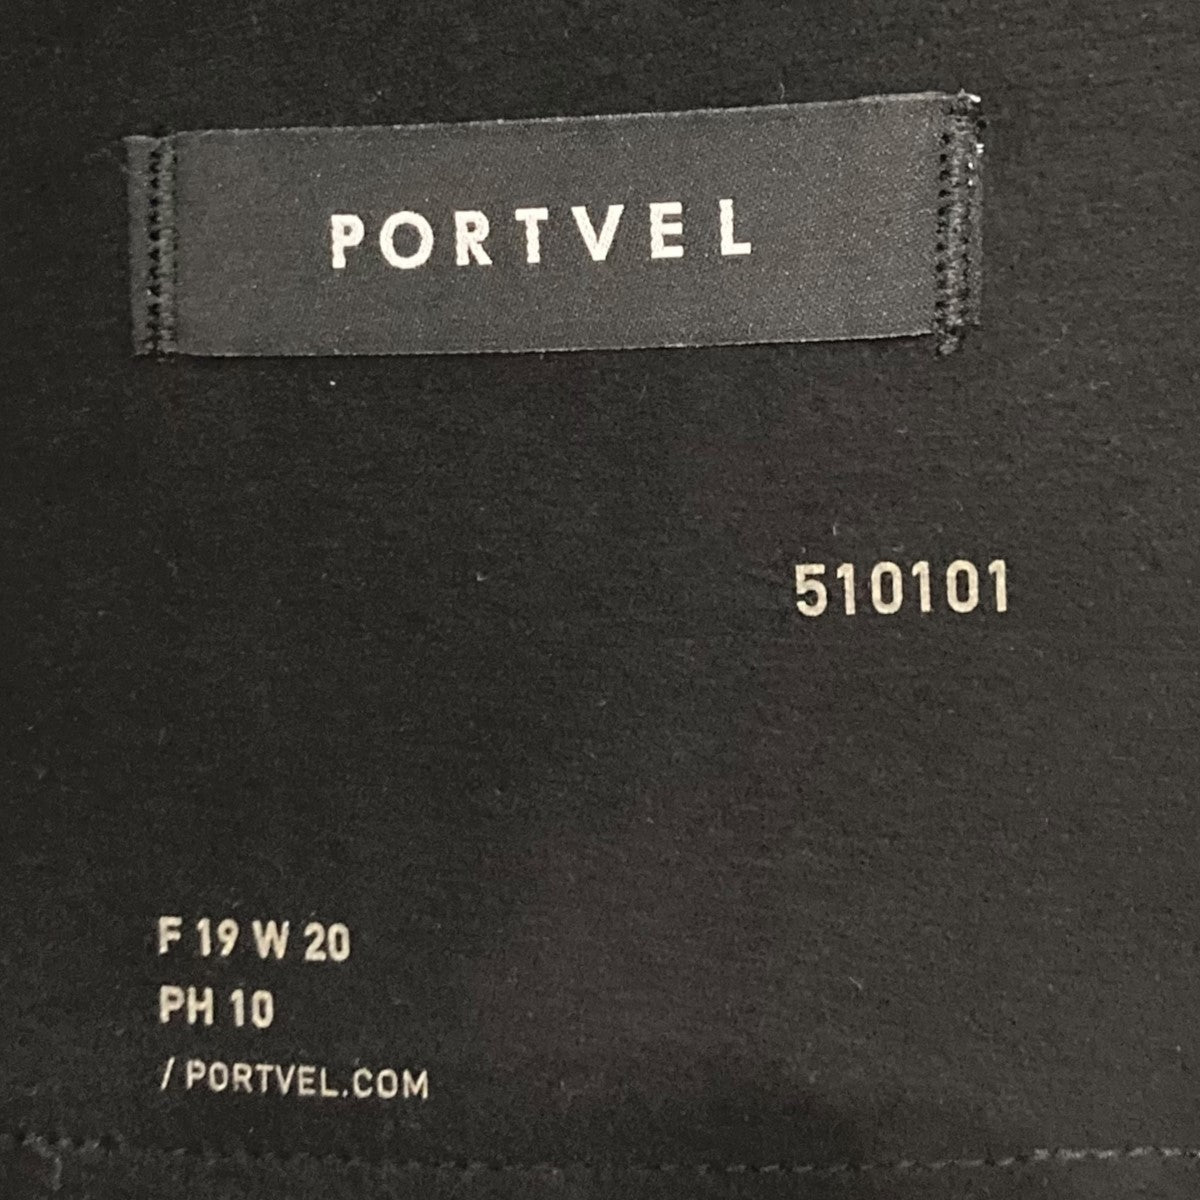 PORTVEL
510101
F 19 W 20
PH 10
/ PORTVEL.COM